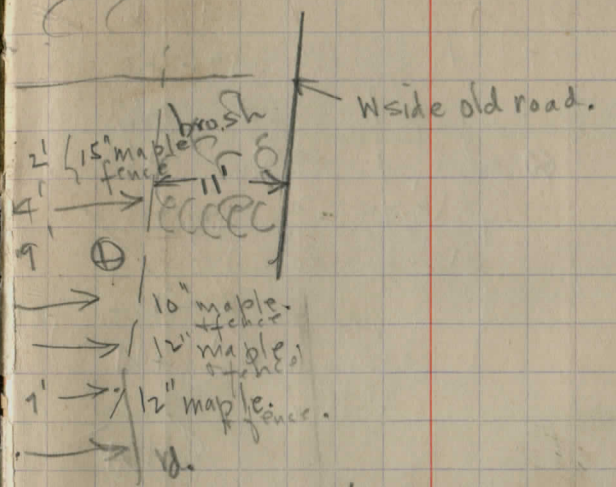 W side old road.
brush
2' 15" maple
fence
11'
4'
9'
10" maple.
+ fence
12" maple.
+ fence
9' 12" maple.
+ fence.
rd.